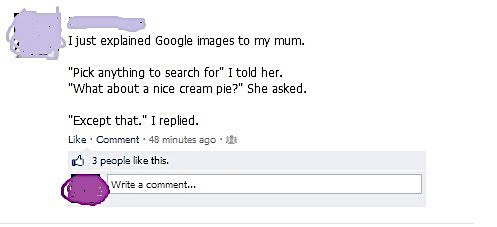 I just explained Google images to my mum.
"Pick anything to search for" I told her.
"What about a nice cream pie?" She asked.
"Except that." I replied.
Like · Comment · 48 minutes ago ·
3 people like this.
Write a comment...